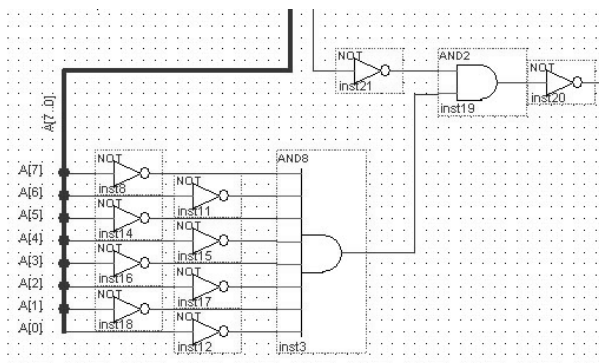 NOT
inst21
AND2
inst19
NOT
inst20
A[7..0]
AND8
inst3
A[7]
NOT
inst8
A[6]
NOT
inst11
A[5]
NOT
inst14
A[4]
NOT
inst15
A[3]
NOT
inst16
A[2]
NOT
inst17
A[1]
NOT
inst18
A[0]
NOT
inst12